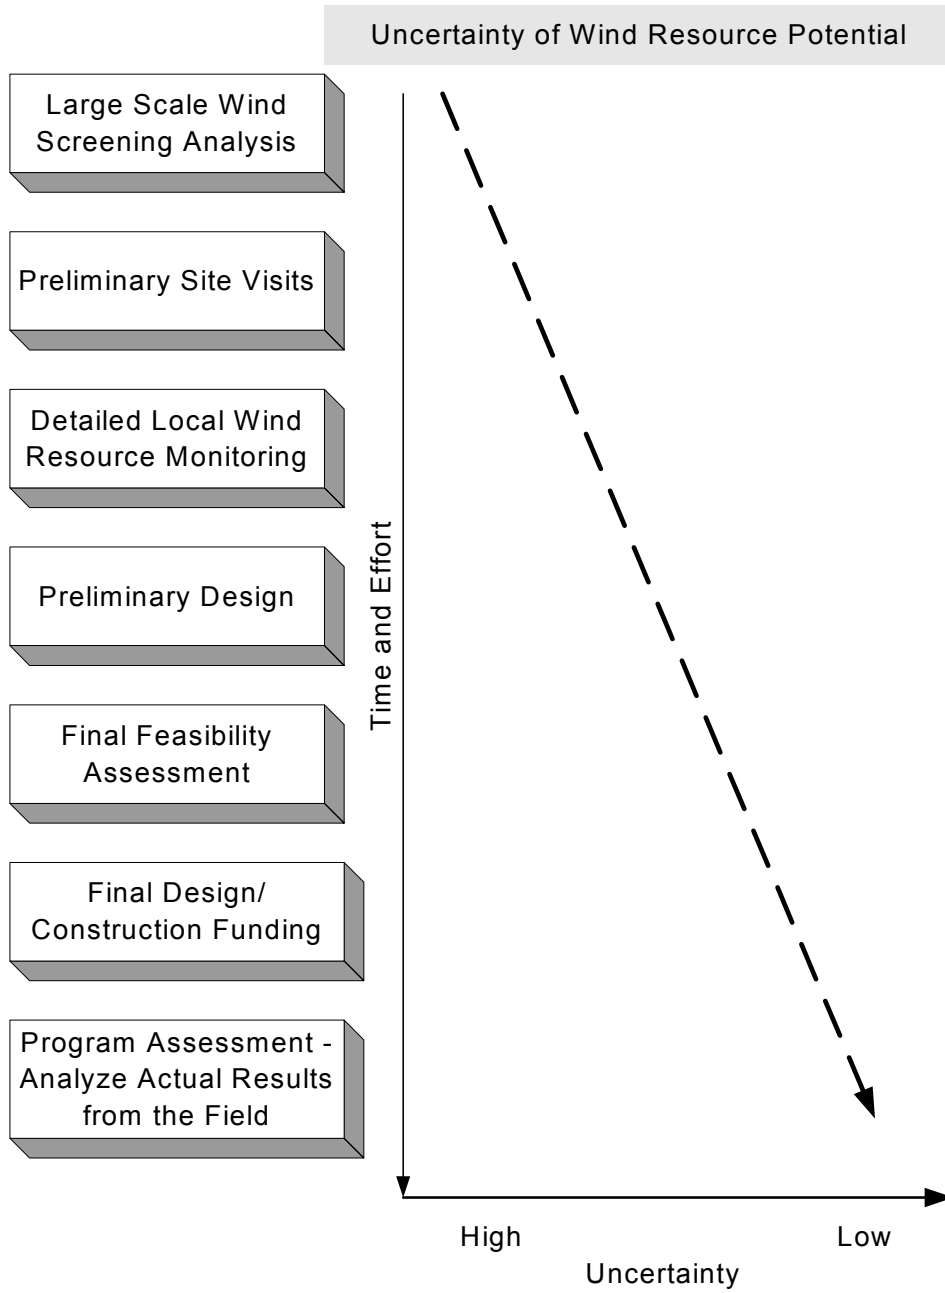 Uncertainty of Wind Resource Potential
Large Scale Wind
Screening Analysis
Preliminary Site Visits
Detailed Local Wind
Resource Monitoring
Preliminary Design
Final Feasibility
Assessment
Final Design/
Construction Funding
Program Assessment -
Analyze Actual Results
from the Field
Time and Effort
High
Low
Uncertainty